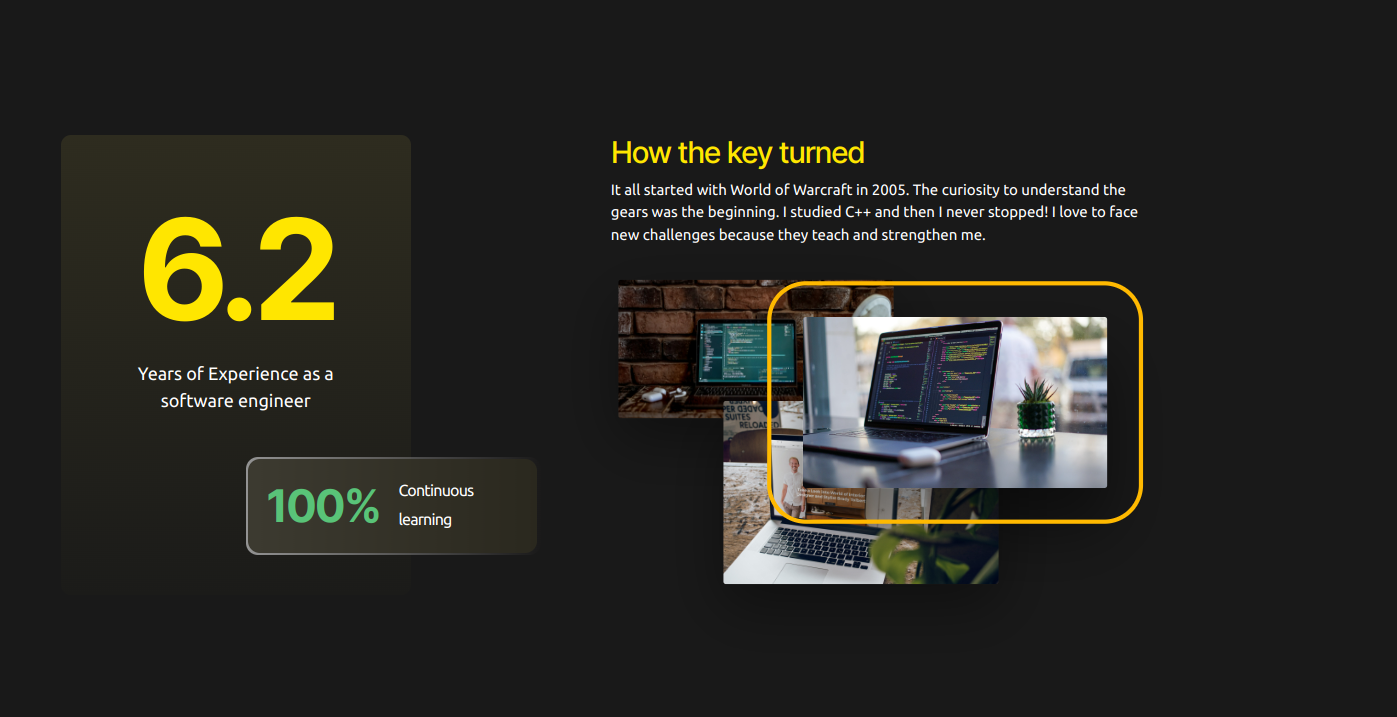 6.2
Years of Experience as a
software engineer
100%
Continuous
learning
How the key turned
It all started with World of Warcraft in 2005. The curiosity to understand the
gears was the beginning. I studied C++ and then I never stopped! I love to face
new challenges because they teach and strengthen me.
SUITES
RELOADED